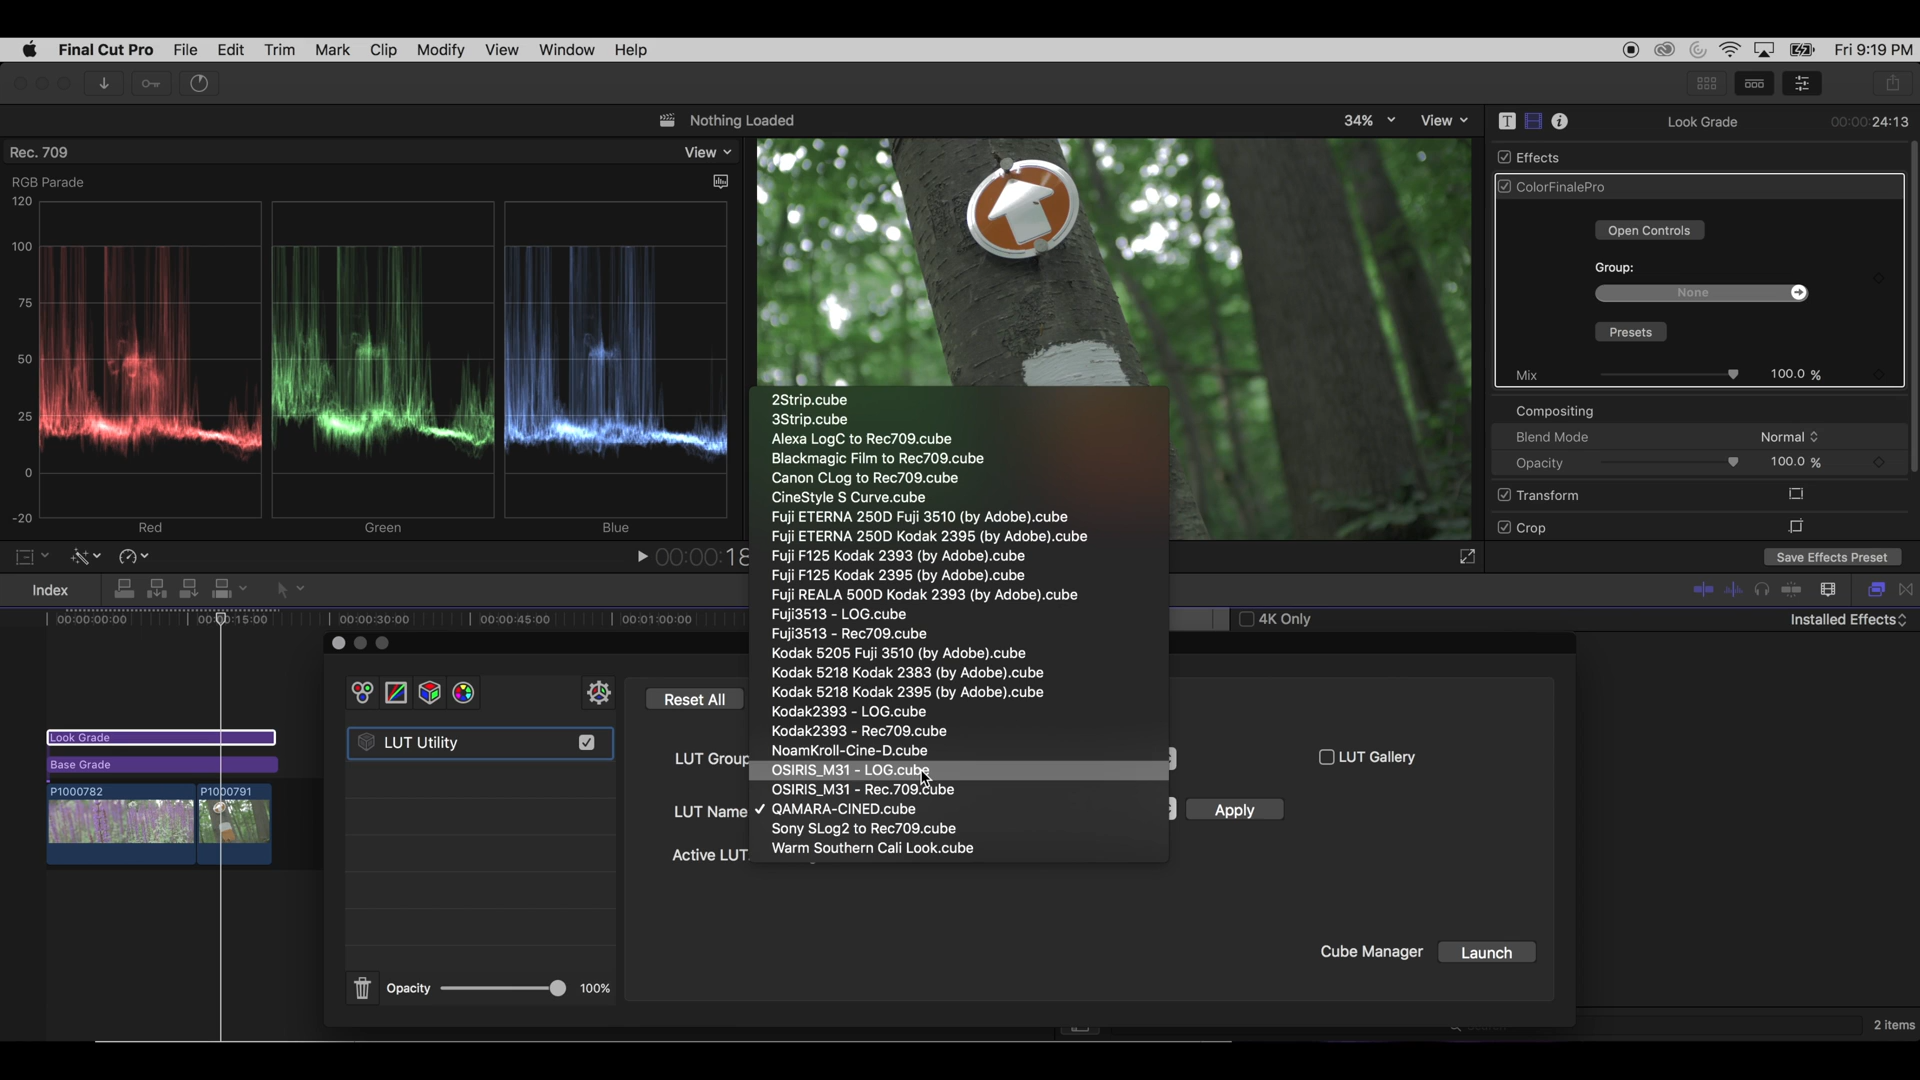 Final Cut Pro File Edit Trim Mark Clip Modify View Window Help Fri 9:19 PM
Nothing Loaded 34% View
Look Grade 00:00:24:13
Rec. 709 View
RGB Parade
120
100
75
50
25
0
-20
Red Green Blue
Effects
ColorFinalePro
Open Controls
Group:
None
Presets
Mix 100.0 %
Compositing
Blend Mode Normal
Opacity 100.0 %
Transform
Crop
00:00:18
Save Effects Preset
Index
00:00:00:00 00:00:15:00 00:00:30:00 00:00:45:00 00:01:00:00
4K Only Installed Effects
Look Grade
Base Grade
P1000782 P1000791
LUT Utility
Opacity 100%
Reset All
LUT Group
LUT Name
Active LUT
2Strip.cube
3Strip.cube
Alexa LogC to Rec709.cube
Blackmagic Film to Rec709.cube
Canon CLog to Rec709.cube
CineStyle S Curve.cube
Fuji ETERNA 250D Fuji 3510 (by Adobe).cube
Fuji ETERNA 250D Kodak 2395 (by Adobe).cube
Fuji F125 Kodak 2393 (by Adobe).cube
Fuji F125 Kodak 2395 (by Adobe).cube
Fuji REALA 500D Kodak 2393 (by Adobe).cube
Fuji3513 - LOG.cube
Fuji3513 - Rec709.cube
Kodak 5205 Fuji 3510 (by Adobe).cube
Kodak 5218 Kodak 2383 (by Adobe).cube
Kodak 5218 Kodak 2395 (by Adobe).cube
Kodak2393 - LOG.cube
Kodak2393 - Rec709.cube
NoamKroll-Cine-D.cube
OSIRIS_M31 - LOG.cube
OSIRIS_M31 - Rec.709.cube
QAMARA-CINED.cube
Sony SLog2 to Rec709.cube
Warm Southern Cali Look.cube
LUT Gallery
Apply
Cube Manager Launch
2 items